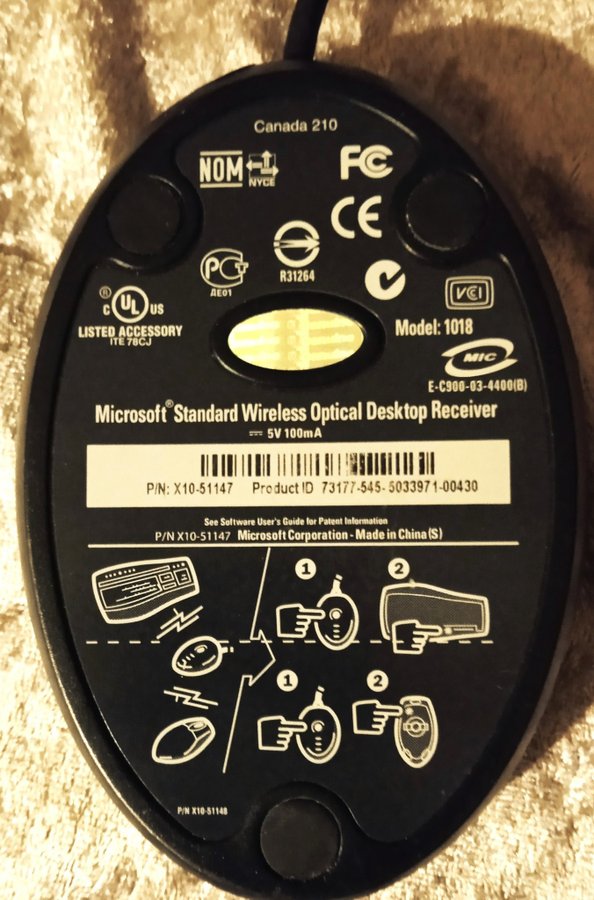 Canada 210
NOM
NYCE
FC
CE
R31264
PG
AE01
® c UL US
LISTED ACCESSORY
ITE 78CJ
VCI
Model: 1018
MIC
E-C900-03-4400(B)
Microsoft® Standard Wireless Optical Desktop Receiver
⎓ 5V 100mA
P/N: X10-51147 Product ID 73177-545-5033971-00430
See Software User's Guide for Patent Information
P/N X10-51147 Microsoft Corporation - Made in China (S)
1 2
1 2
P/N X10-51148